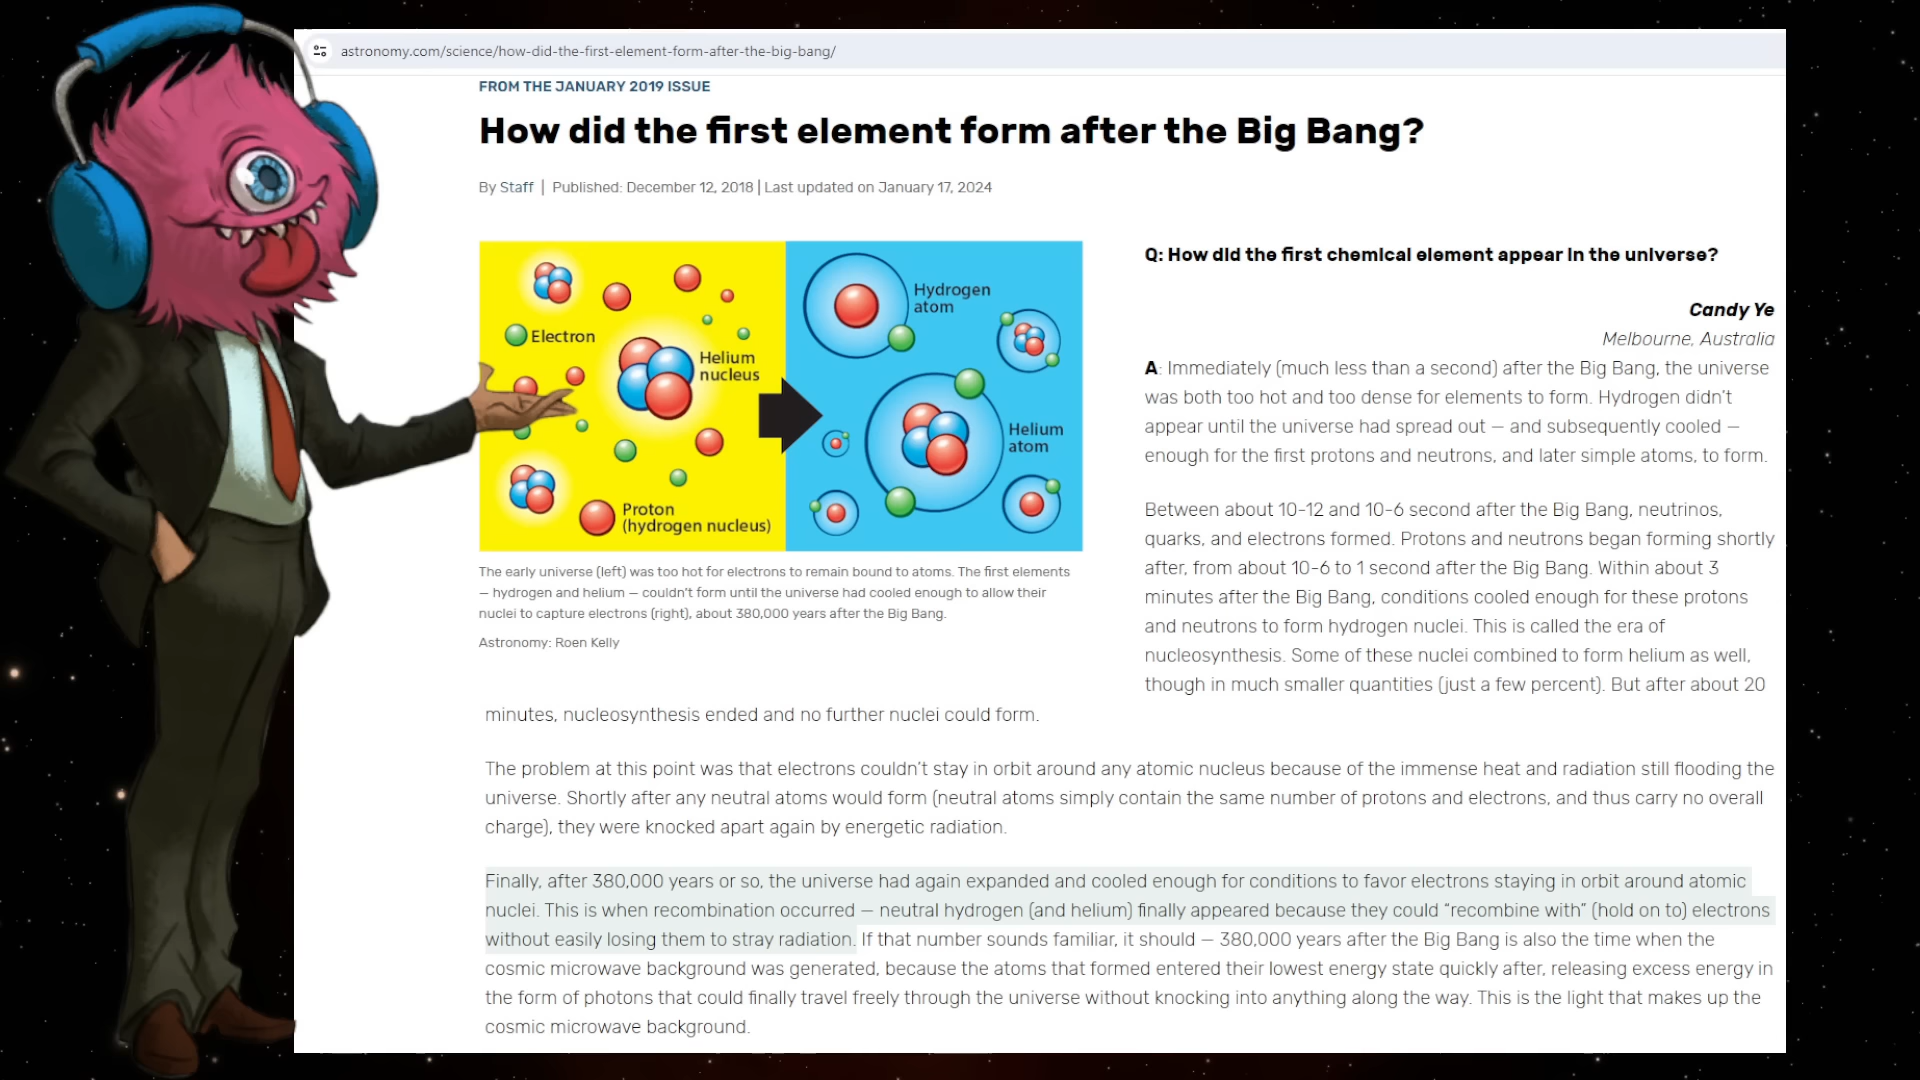 astronomy.com/science/how-did-the-first-element-form-after-the-big-bang/
FROM THE JANUARY 2019 ISSUE
How did the first element form after the Big Bang?
By Staff | Published: December 12, 2018 | Last updated on January 17, 2024
Electron
Helium
nucleus
Proton
(hydrogen nucleus)
Hydrogen
atom
Helium
atom
The early universe (left) was too hot for electrons to remain bound to atoms. The first elements
— hydrogen and helium — couldn't form until the universe had cooled enough to allow their
nuclei to capture electrons (right), about 380,000 years after the Big Bang.
Astronomy: Roen Kelly
Q: How did the first chemical element appear in the universe?
Candy Ye
Melbourne, Australia
A: Immediately (much less than a second) after the Big Bang, the universe
was both too hot and too dense for elements to form. Hydrogen didn't
appear until the universe had spread out — and subsequently cooled —
enough for the first protons and neutrons, and later simple atoms, to form.
Between about 10-12 and 10-6 second after the Big Bang, neutrinos,
quarks, and electrons formed. Protons and neutrons began forming shortly
after, from about 10-6 to 1 second after the Big Bang. Within about 3
minutes after the Big Bang, conditions cooled enough for these protons
and neutrons to form hydrogen nuclei. This is called the era of
nucleosynthesis. Some of these nuclei combined to form helium as well,
though in much smaller quantities (just a few percent). But after about 20
minutes, nucleosynthesis ended and no further nuclei could form.
The problem at this point was that electrons couldn't stay in orbit around any atomic nucleus because of the immense heat and radiation still flooding the
universe. Shortly after any neutral atoms would form (neutral atoms simply contain the same number of protons and electrons, and thus carry no overall
charge), they were knocked apart again by energetic radiation.
Finally, after 380,000 years or so, the universe had again expanded and cooled enough for conditions to favor electrons staying in orbit around atomic
nuclei. This is when recombination occurred — neutral hydrogen (and helium) finally appeared because they could “recombine with” (hold on to) electrons
without easily losing them to stray radiation. If that number sounds familiar, it should — 380,000 years after the Big Bang is also the time when the
cosmic microwave background was generated, because the atoms that formed entered their lowest energy state quickly after, releasing excess energy in
the form of photons that could finally travel freely through the universe without knocking into anything along the way. This is the light that makes up the
cosmic microwave background.